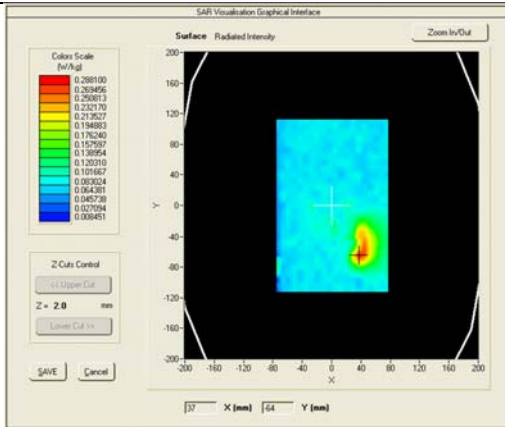 SAR Visualisation Graphical Interface
Surface Radiated Intensity
Zoom In/Out
Colors Scale
(W/kg)
0.288100
0.269456
0.250813
0.232170
0.213527
0.194883
0.176240
0.157597
0.138954
0.120310
0.101667
0.083024
0.064381
0.045738
0.027094
0.008451
Z-Cuts Control
<< Upper Cut
Z = 2.0 mm
Lower Cut >>
SAVE Cancel
200
160
120
80
40
0
-40
-80
-120
-160
-200
Y
-200 -160 -120 -80 -40 0 40 80 120 160 200
X
37 X (mm) -64 Y (mm)